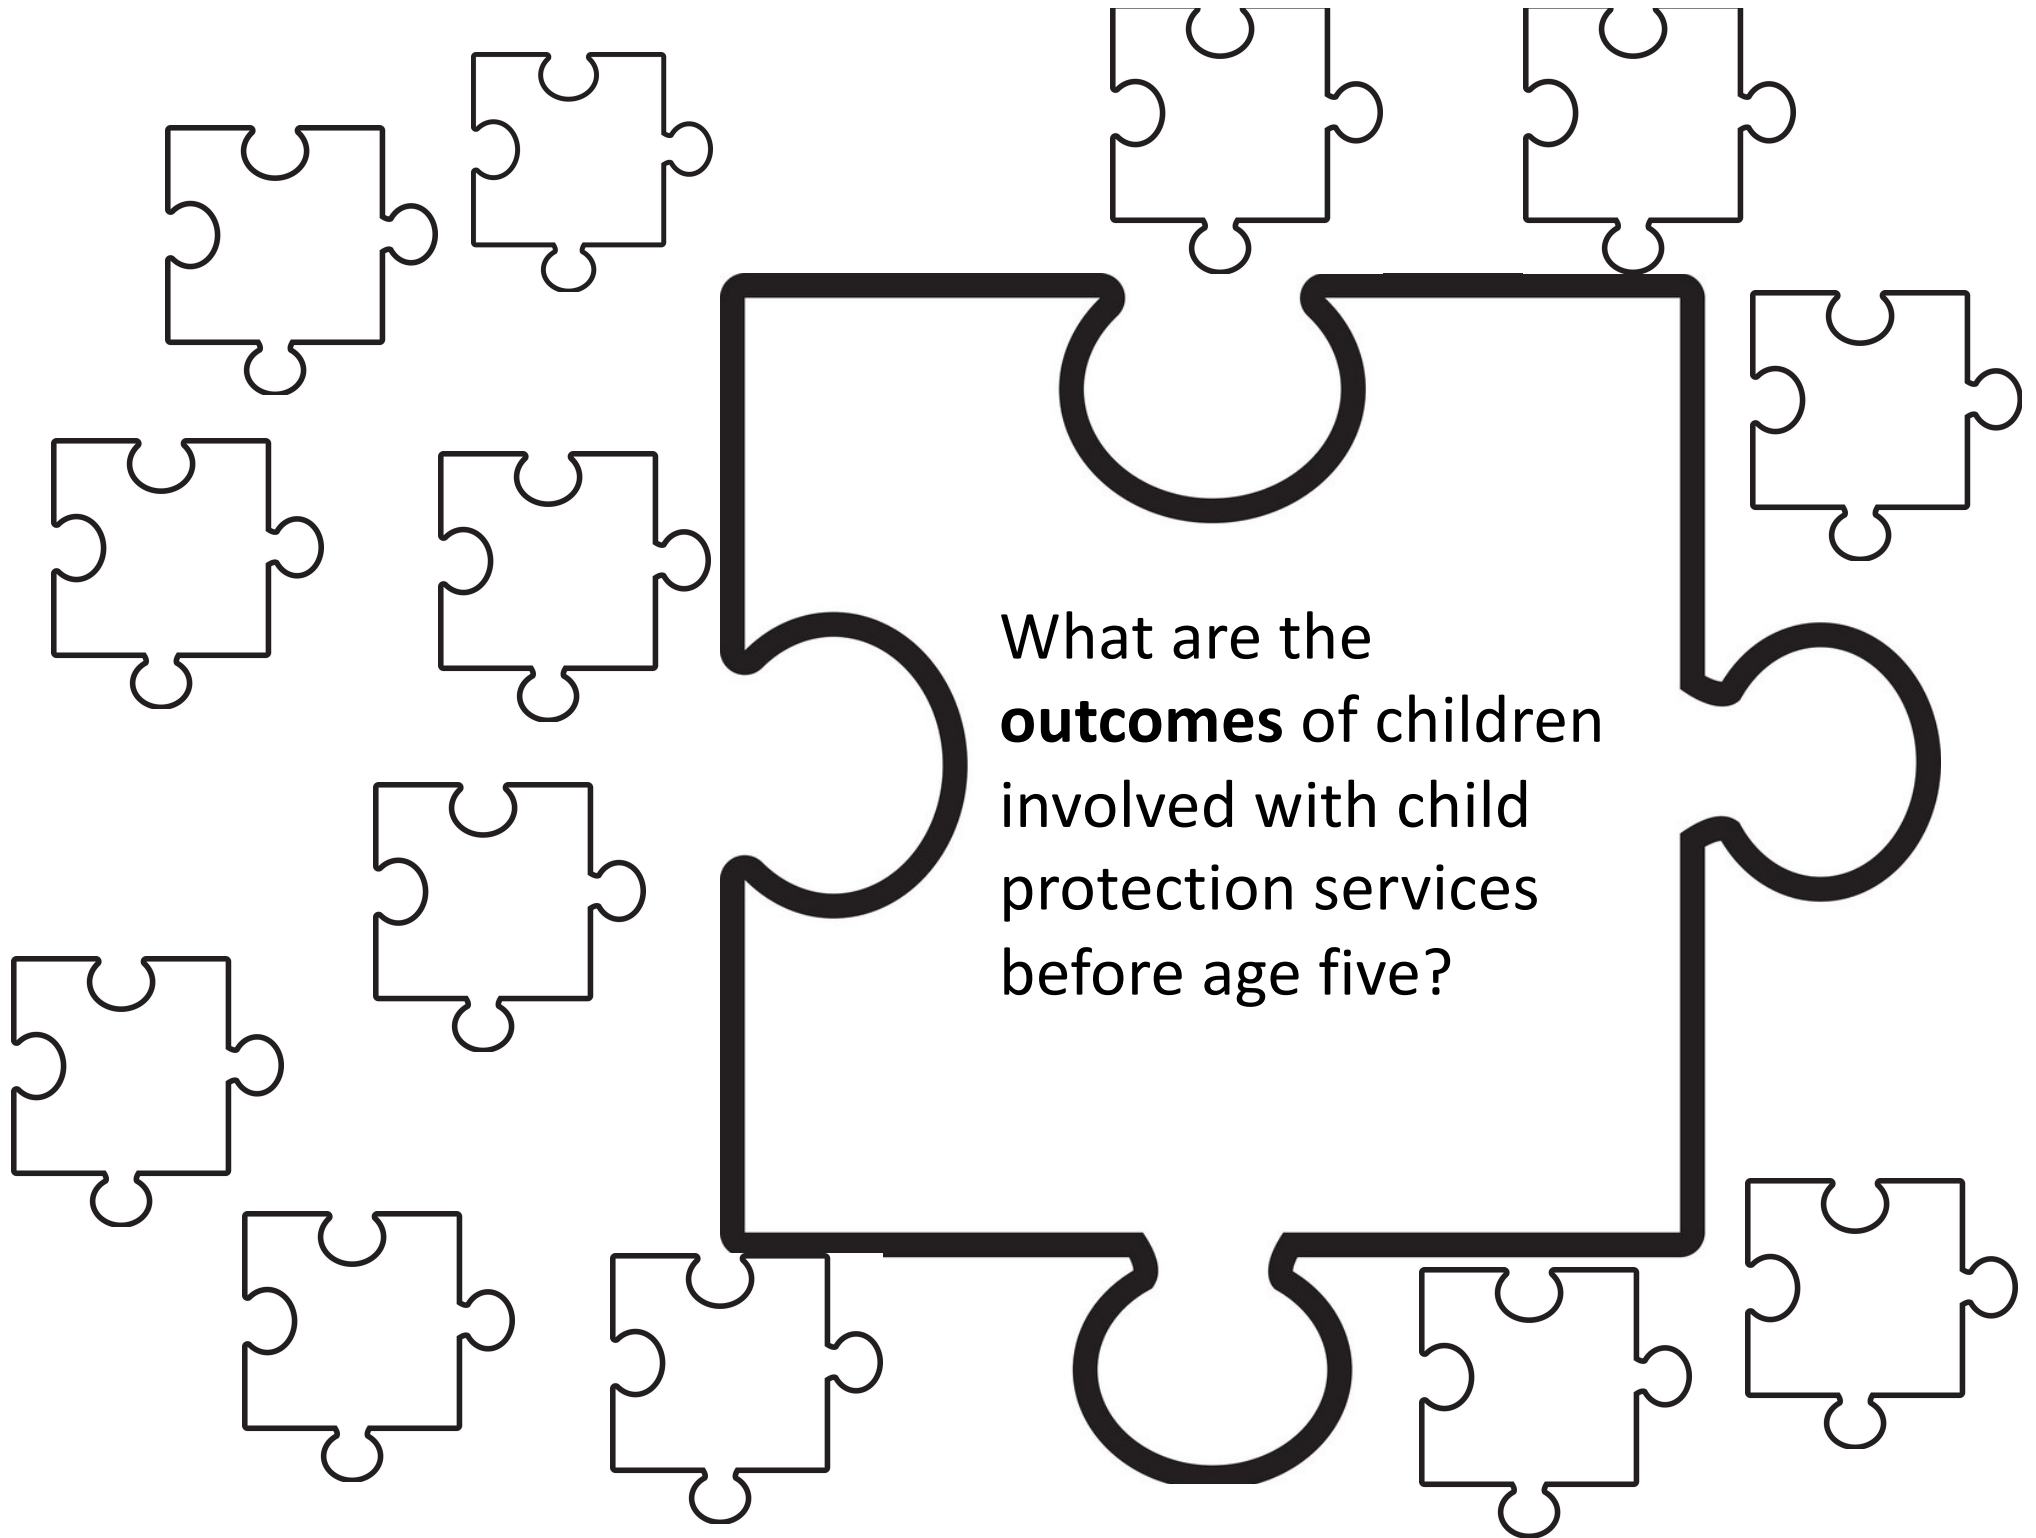 What are the
outcomes of children
involved with child
protection services
before age five?